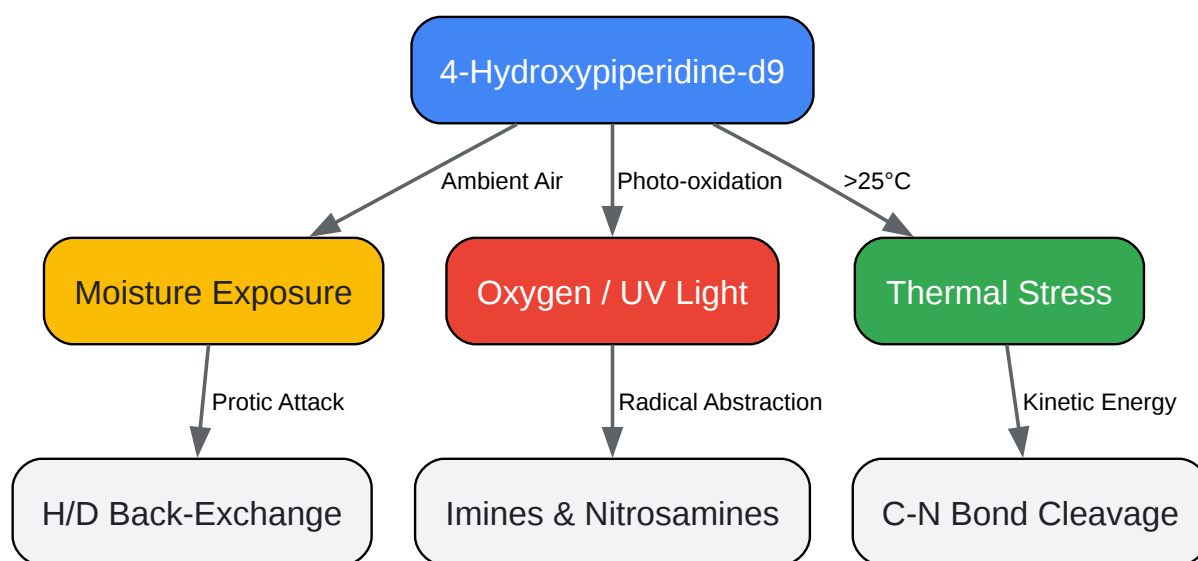 4-Hydroxypiperidine-d9
Ambient Air
Photo-oxidation
>25°C
Moisture Exposure
Oxygen / UV Light
Thermal Stress
Protic Attack
Radical Abstraction
Kinetic Energy
H/D Back-Exchange
Imines & Nitrosamines
C-N Bond Cleavage